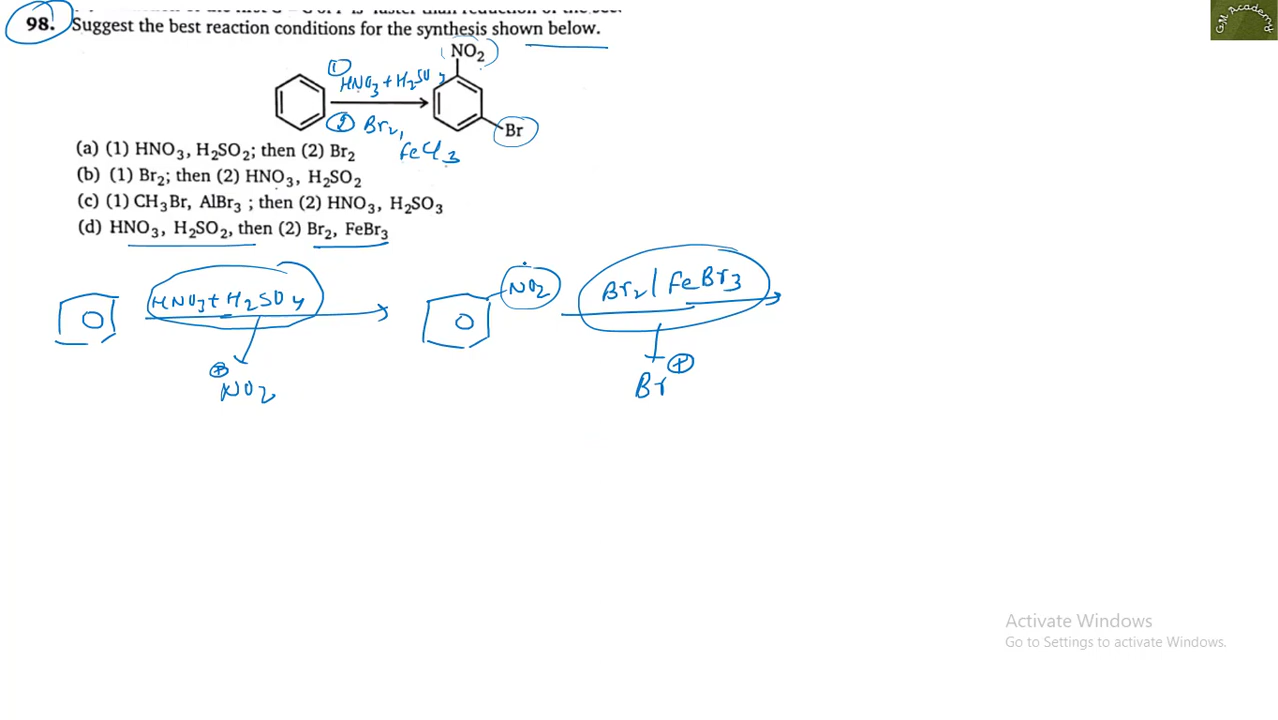 98. Suggest the best reaction conditions for the synthesis shown below.
GM Academy
NO2
① HNO3 + H2SO4
② Br2,
FeCl3
Br
(a) (1) HNO3, H2SO2; then (2) Br2
(b) (1) Br2; then (2) HNO3, H2SO2
(c) (1) CH3Br, AlBr3 ; then (2) HNO3, H2SO3
(d) HNO3, H2SO2, then (2) Br2, FeBr3
HNO3 + H2SO4
NO2
Br2 / FeBr3
⊕
NO2
Br ⊕
Activate Windows
Go to Settings to activate Windows.